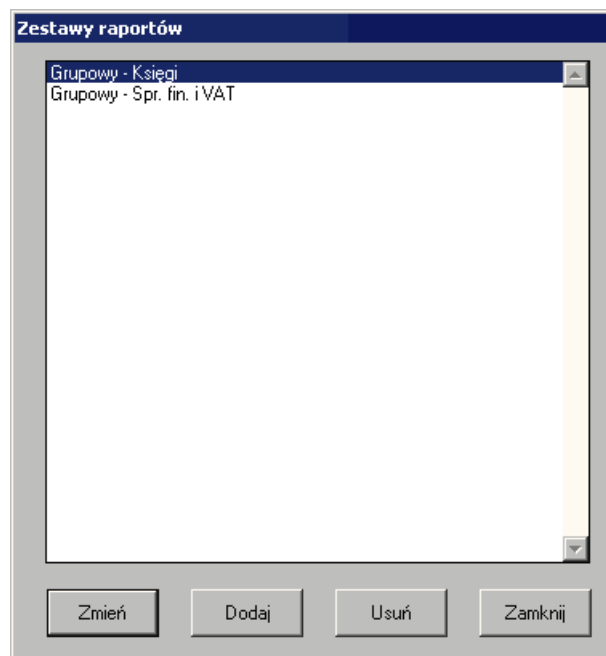 Zestawy raportów
Grupowy - Księgi
Grupowy - Spr. fin. i VAT
Zmień Dodaj Usuń Zamknij